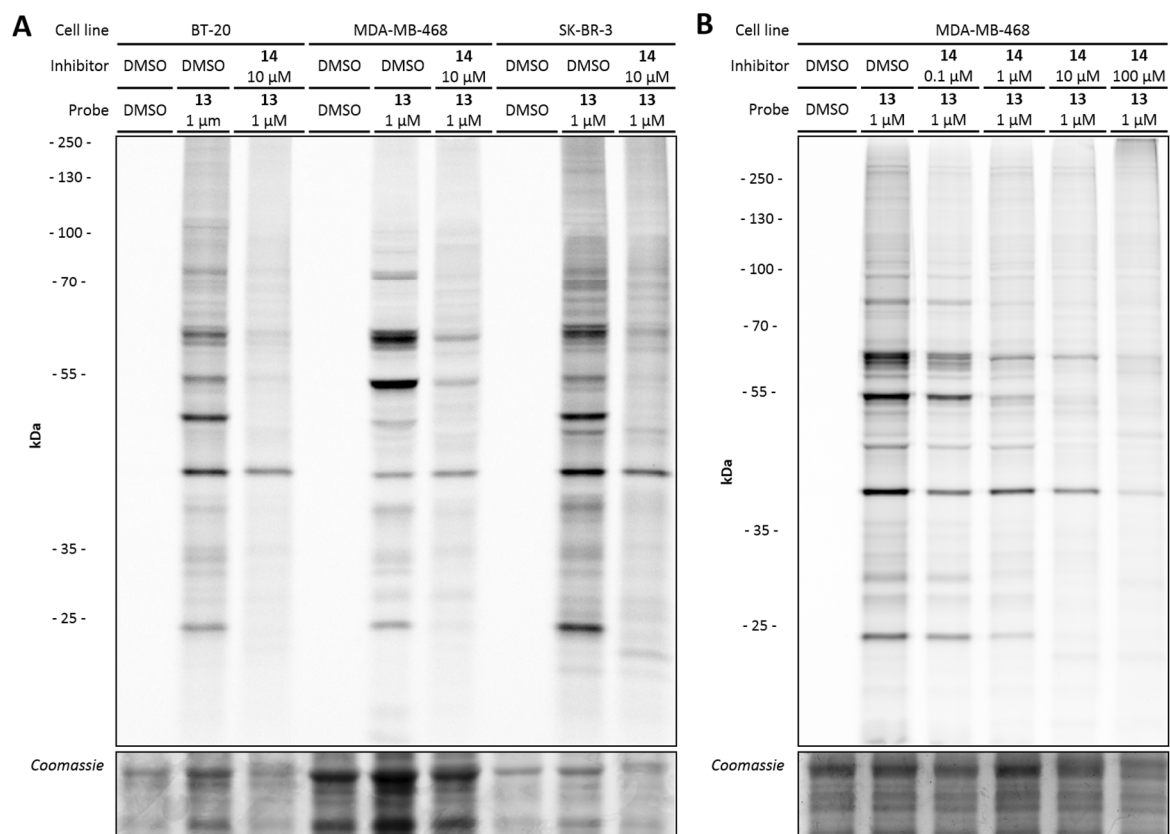 A
Cell line BT-20 MDA-MB-468 SK-BR-3
Inhibitor DMSO DMSO 14 10 µM DMSO DMSO 14 10 µM DMSO DMSO 14 10 µM
Probe DMSO 13 1 µm 13 1 µM DMSO 13 1 µM 13 1 µM DMSO 13 1 µM 13 1 µM
- 250 -
- 130 -
- 100 -
- 70 -
- 55 -
kDa
- 35 -
- 25 -
Coomassie
B
Cell line MDA-MB-468
Inhibitor DMSO DMSO 14 0.1 µM 14 1 µM 14 10 µM 14 100 µM
Probe DMSO 13 1 µM 13 1 µM 13 1 µM 13 1 µM 13 1 µM
- 250 -
- 130 -
- 100 -
- 70 -
- 55 -
kDa
- 35 -
- 25 -
Coomassie